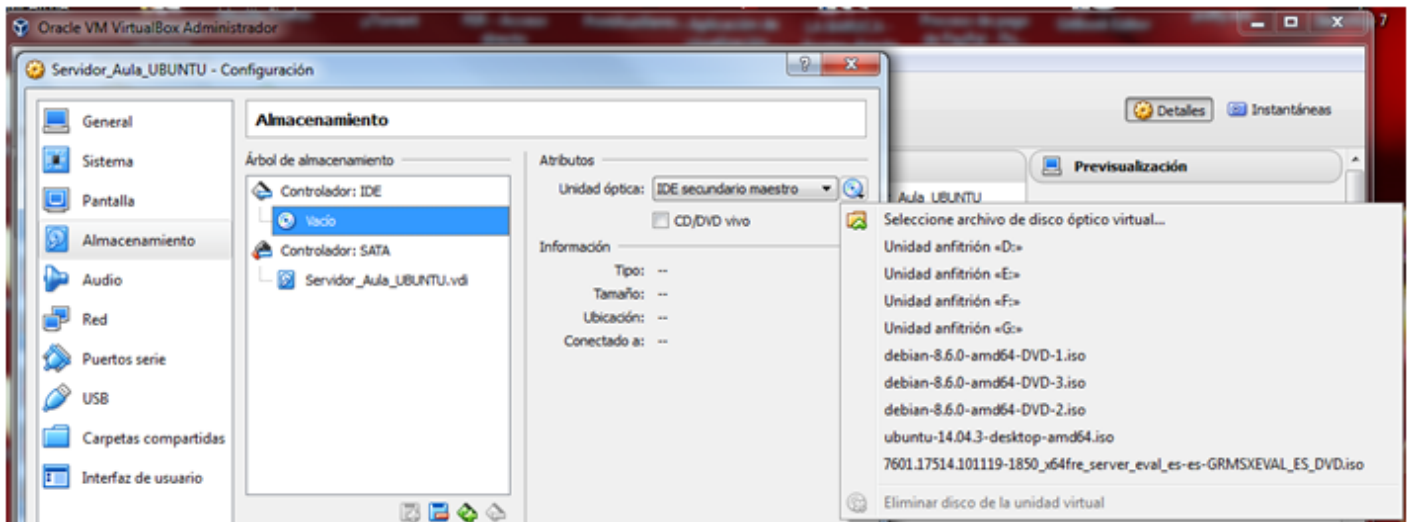 Oracle VM VirtualBox Administrador
7
Servidor_Aula_UBUNTU - Configuración
General
Sistema
Pantalla
Almacenamiento
Audio
Red
Puertos serie
USB
Carpetas compartidas
Interfaz de usuario
Almacenamiento
Árbol de almacenamiento
Controlador: IDE
Vacío
Controlador: SATA
Servidor_Aula_UBUNTU.vdi
Atributos
Unidad óptica: IDE secundario maestro
CD/DVD vivo
Información
Tipo: --
Tamaño: --
Ubicación: --
Conectado a: --
Detalles Instantáneas
Previsualización
Aula_UBUNTU
Seleccione archivo de disco óptico virtual...
Unidad anfitrión «D:»
Unidad anfitrión «E:»
Unidad anfitrión «F:»
Unidad anfitrión «G:»
debian-8.6.0-amd64-DVD-1.iso
debian-8.6.0-amd64-DVD-3.iso
debian-8.6.0-amd64-DVD-2.iso
ubuntu-14.04.3-desktop-amd64.iso
7601.17514.101119-1850_x64fre_server_eval_es-es-GRMSXEVAL_ES_DVD.iso
Eliminar disco de la unidad virtual